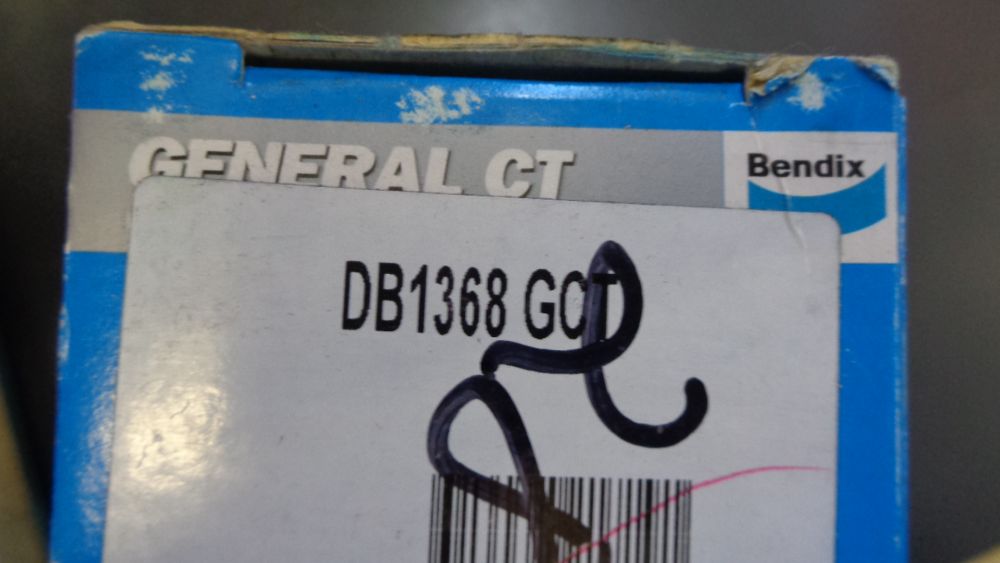 GENERAL CT
Bendix
DB1368 GCT